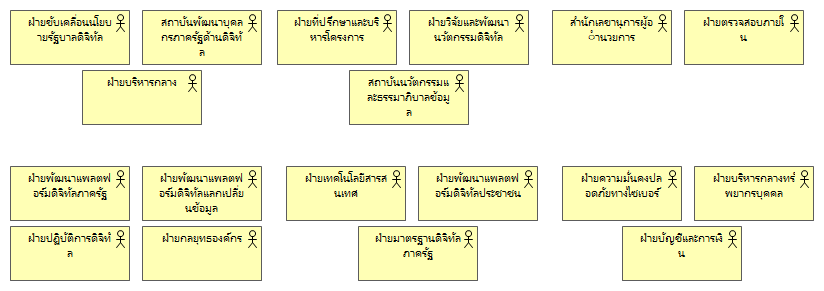 ฝ่ายขับเคลื่อนนโยบ
ายรัฐบาลดิจิทัล
สถาบันพัฒนาบุคล
กรภาครัฐด้านดิจิทั
ล
ฝ่ายที่ปรึกษาและบริ
หารโครงการ
ฝ่ายวิจัยและพัฒนา
นวัตกรรมดิจิทัล
สำนักเลขานุการผู้อ
ำนวยการ
ฝ่ายตรวจสอบภายใ
น
ฝ่ายบริหารกลาง
สถาบันนวัตกรรมแ
ละธรรมาภิบาลข้อมู
ล
ฝ่ายพัฒนาแพลตฟ
อร์มดิจิทัลภาครัฐ
ฝ่ายพัฒนาแพลตฟ
อร์มดิจิทัลแลกเปลี่ย
นข้อมูล
ฝ่ายเทคโนโลยีสารส
นเทศ
ฝ่ายพัฒนาแพลตฟ
อร์มดิจิทัลประชาชน
ฝ่ายความมั่นคงปล
อดภัยทางไซเบอร์
ฝ่ายบริหารกลางทรั
พยากรบุคคล
ฝ่ายปฏิบัติการดิจิทั
ล
ฝ่ายกลยุทธองค์กร
ฝ่ายมาตรฐานดิจิทัล
ภาครัฐ
ฝ่ายบัญชีและการเงิ
น